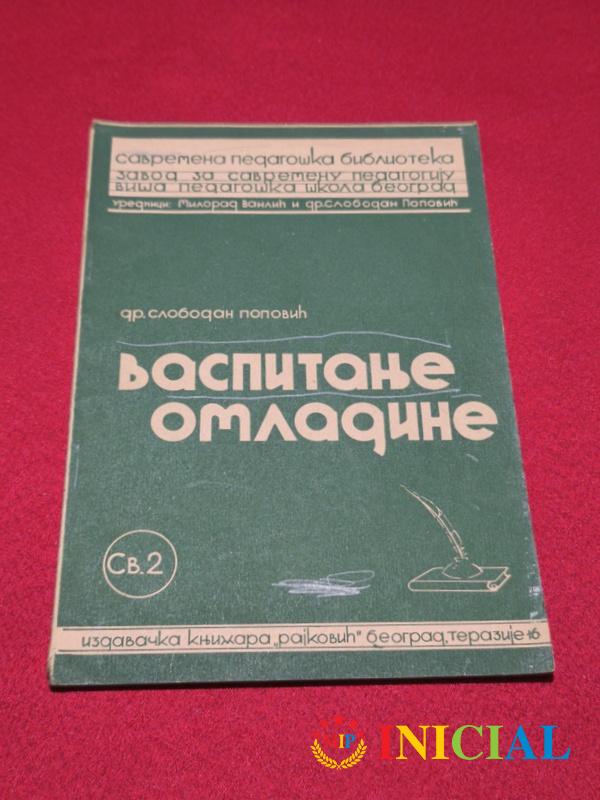 Савремена педагошка библиотека
Завод за савремену педагогију
Виша педагошка школа београд
Уредници: Милорад Ванлић и др. Слободан Поповић
др. Слободан Поповић
Васпитање
омладине
Св. 2
издавачка књижара „рајковић“ београд, теразије 16
IP INICIAL